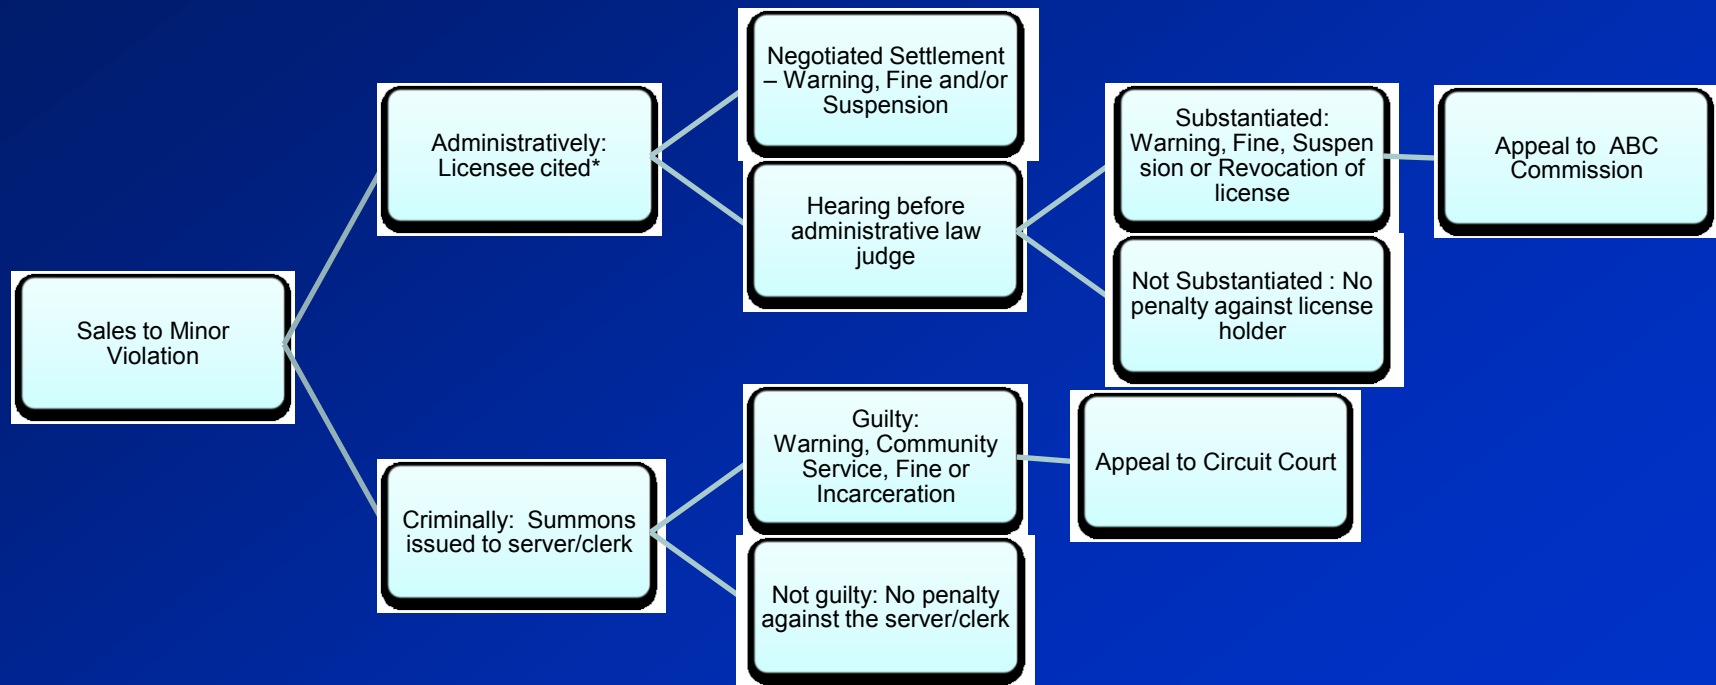 Sales to Minor
Violation
Administratively:
Licensee cited*
Negotiated Settlement
– Warning, Fine and/or
Suspension
Hearing before
administrative law
judge
Substantiated:
Warning, Fine, Suspen
sion or Revocation of
license
Appeal to ABC
Commission
Not Substantiated : No
penalty against license
holder
Criminally: Summons
issued to server/clerk
Guilty:
Warning, Community
Service, Fine or
Incarceration
Appeal to Circuit Court
Not guilty: No penalty
against the server/clerk